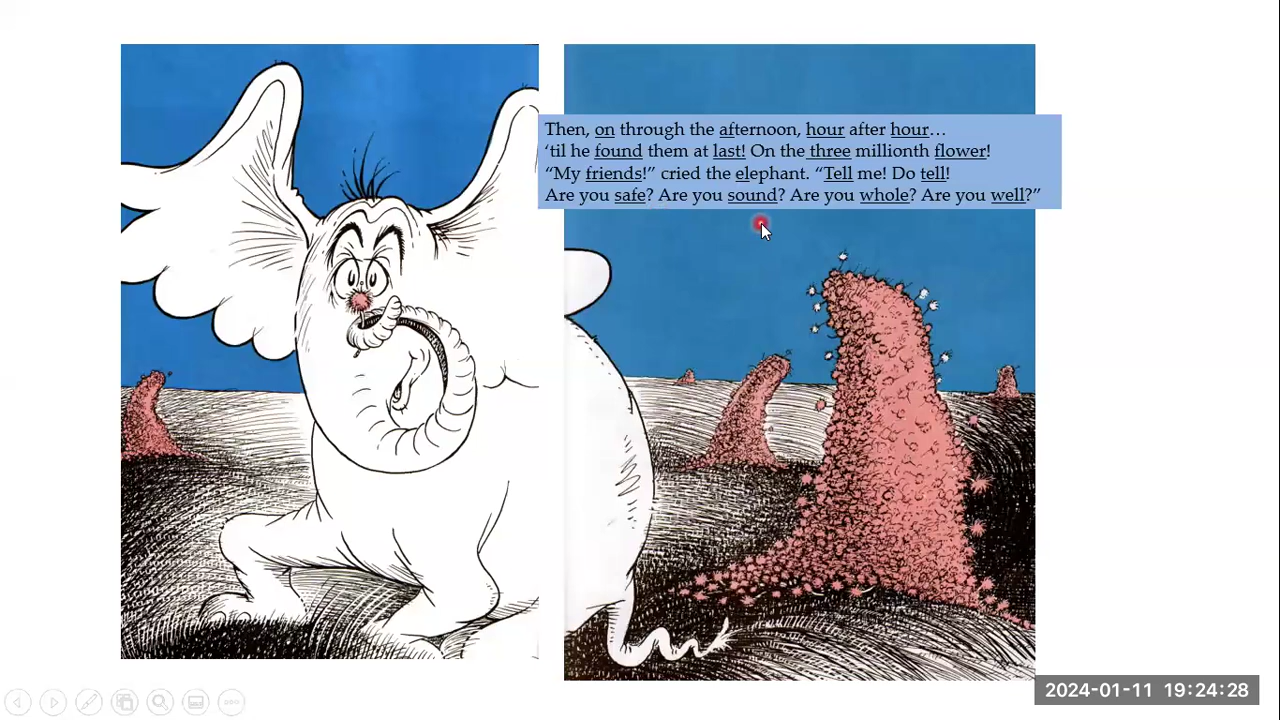 Then, on through the afternoon, hour after hour…
‘til he found them at last! On the three millionth flower!
“My friends!” cried the elephant. “Tell me! Do tell!
Are you safe? Are you sound? Are you whole? Are you well?”
2024-01-11 19:24:28